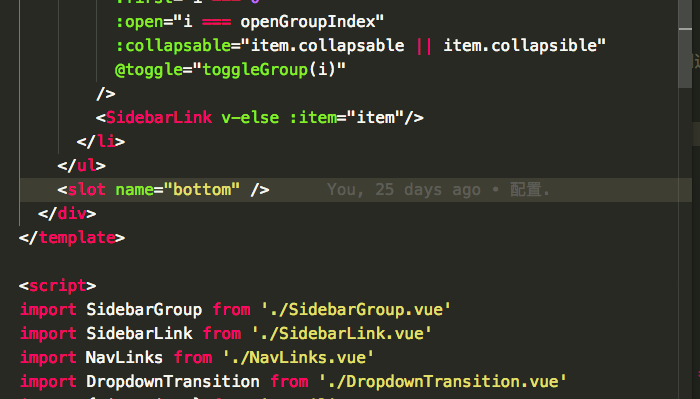 :first="i === 0"
:open="i === openGroupIndex"
:collapsable="item.collapsable || item.collapsible"
@toggle="toggleGroup(i)"
/>
<SidebarLink v-else :item="item"/>
</li>
</ul>
<slot name="bottom" /> You, 25 days ago • 配置.
</div>
</template>
<script>
import SidebarGroup from './SidebarGroup.vue'
import SidebarLink from './SidebarLink.vue'
import NavLinks from './NavLinks.vue'
import DropdownTransition from './DropdownTransition.vue'